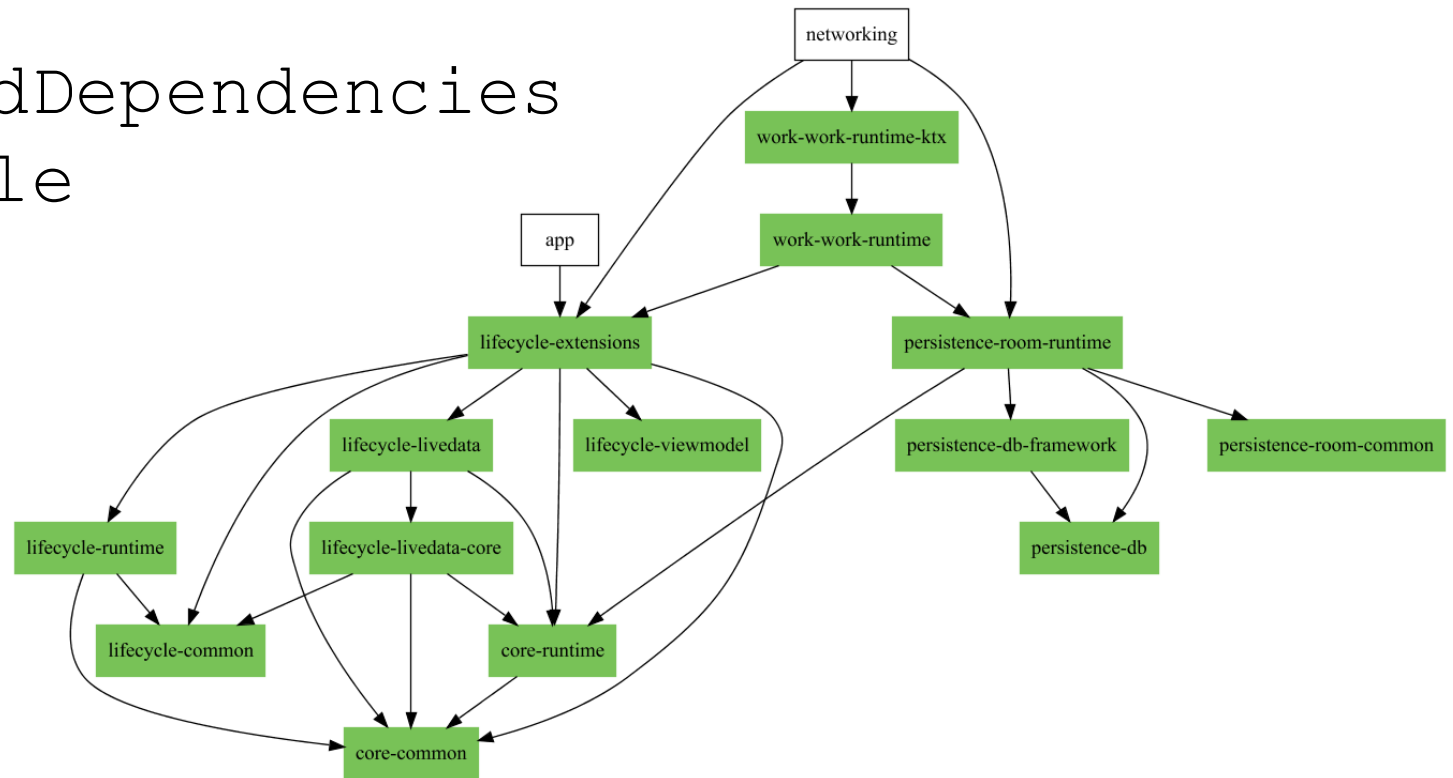 networking
dDependencies
work-work-runtime-ktx
le
app
work-work-runtime
lifecycle-extensions
persistence-room-runtime
lifecycle-livedata
lifecycle-viewmodel
persistence-db-framework
persistence-room-common
lifecycle-runtime
lifecycle-livedata-core
persistence-db
lifecycle-common
core-runtime
core-common